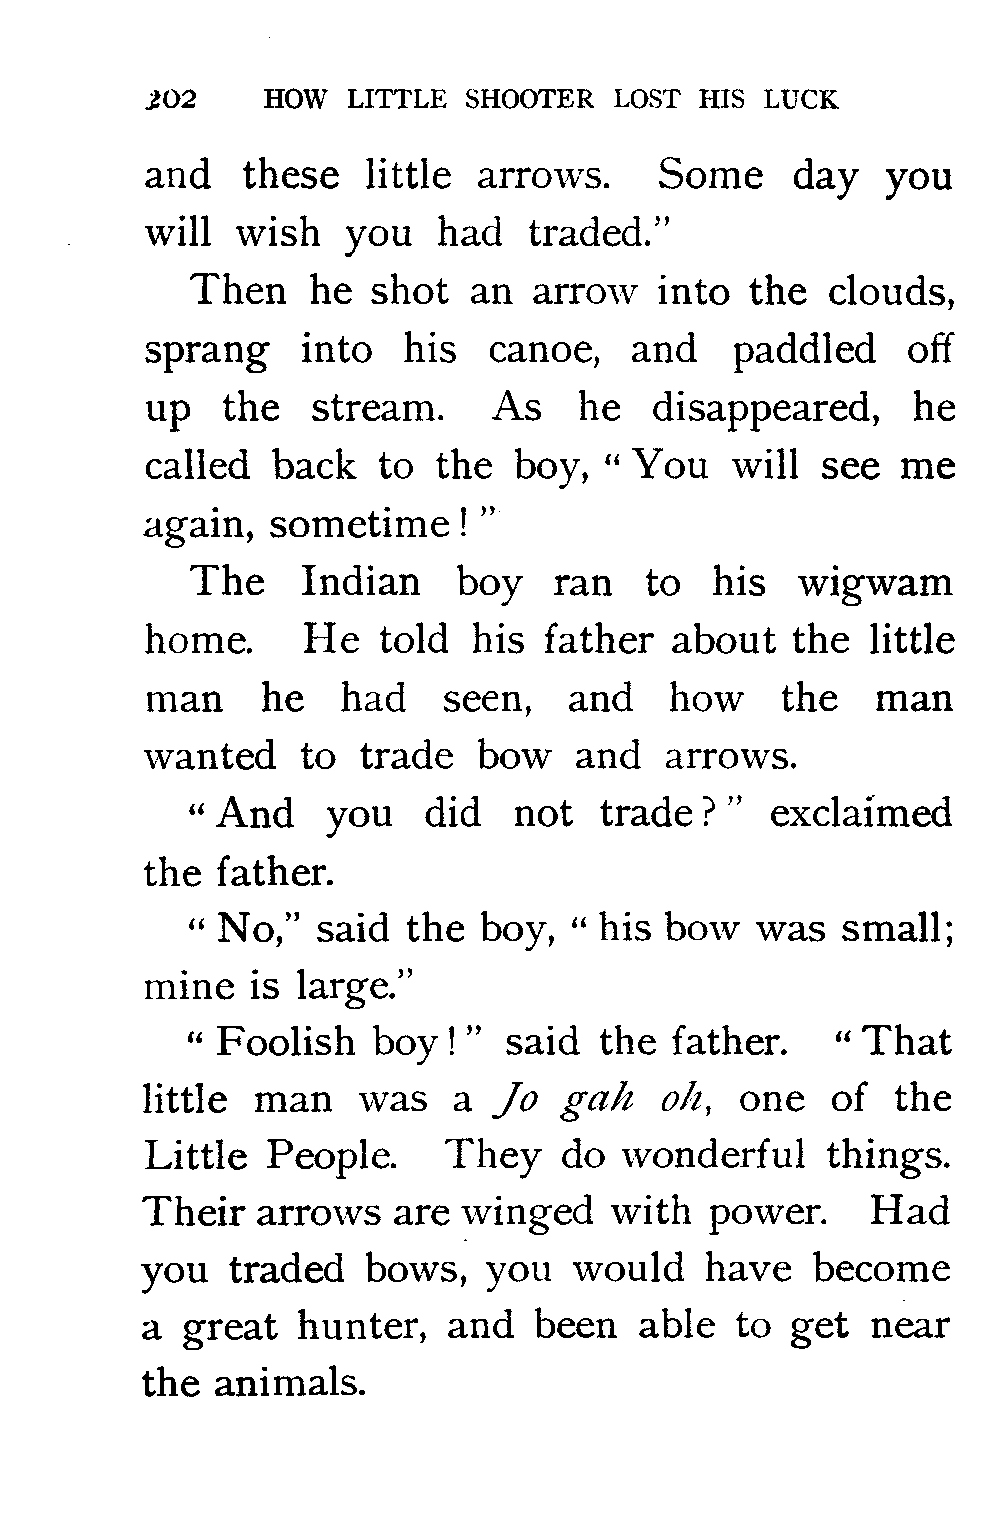 202 HOW LITTLE SHOOTER LOST HIS LUCK
and these little arrows. Some day you
will wish you had traded."
Then he shot an arrow into the clouds,
sprang into his canoe, and paddled off
up the stream. As he disappeared, he
called back to the boy, "You will see me
again, sometime!"
The Indian boy ran to his wigwam
home. He told his father about the little
man he had seen, and how the man
wanted to trade bow and arrows.
"And you did not trade?" exclaimed
the father.
"No," said the boy, "his bow was small;
mine is large."
"Foolish boy!" said the father. "That
little man was a Jo gah oh, one of the
Little People. They do wonderful things.
Their arrows are winged with power. Had
you traded bows, you would have become
a great hunter, and been able to get near
the animals.